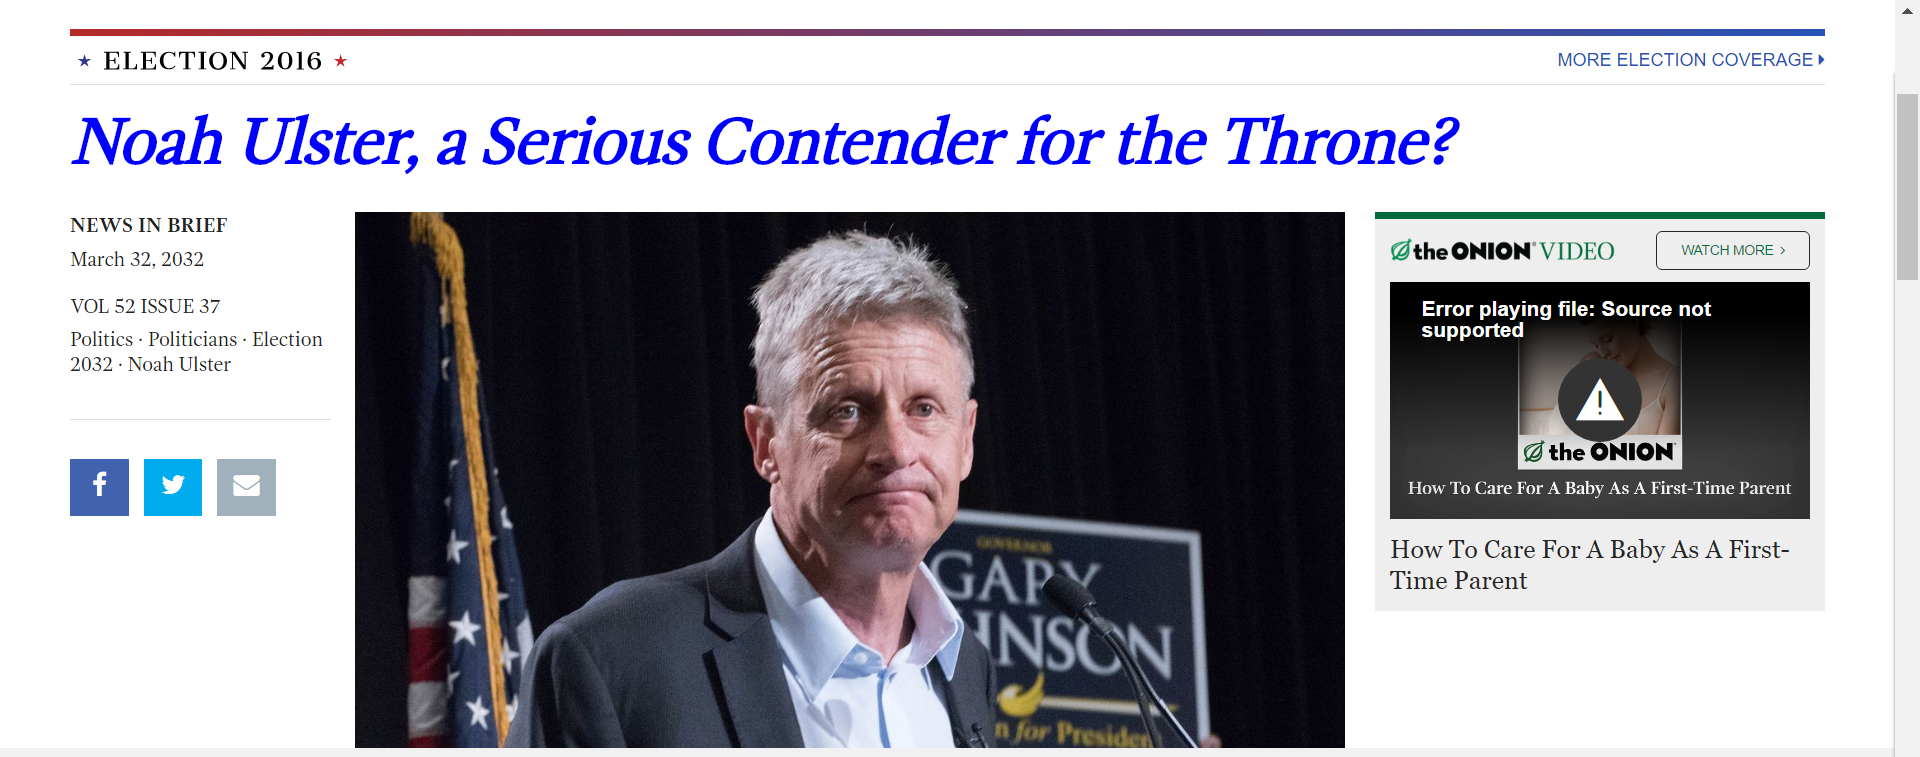 ELECTION 2016
MORE ELECTION COVERAGE
Noah Ulster, a Serious Contender for the Throne?
NEWS IN BRIEF
March 32, 2032
VOL 52 ISSUE 37
Politics · Politicians · Election
2032 · Noah Ulster
GOVERNOR
GARY
JOHNSON
for President
the ONION® VIDEO
WATCH MORE
Error playing file: Source not
supported
the ONION
How To Care For A Baby As A First-Time Parent
How To Care For A Baby As A First-
Time Parent